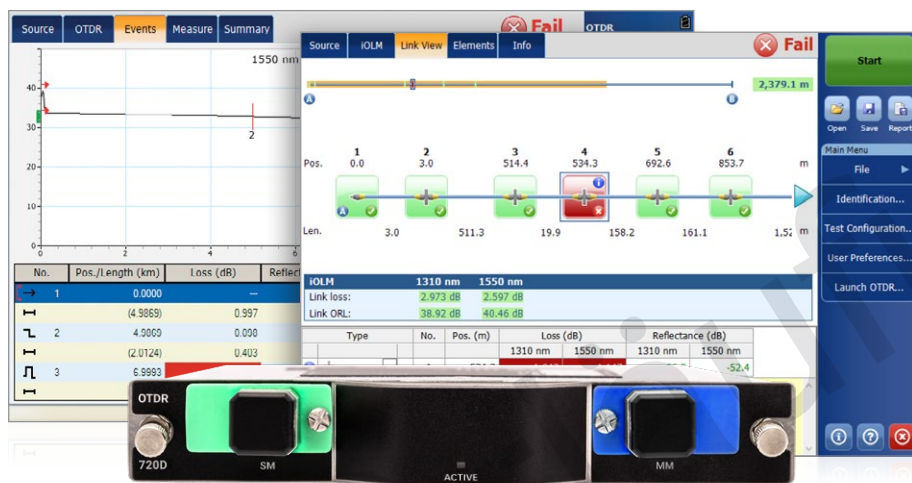 Source OTDR Events Measure Summary
Fail
OTDR
1550 nm
40
30
20
10
0
0 2 4 6
2
No. Pos./Length (km) Loss (dB) Reflect
1 0.0000 ---
(4.9869) 0.997
2 4.9869 0.090
(2.0124) 0.403
3 6.9993
Source iOLM Link View Elements Info
Fail
2,379.1 m
A B
1 2 3 4 5 6
Pos. 0.0 3.0 514.4 534.3 692.6 853.7 m
A
Len. 3.0 511.3 19.9 158.2 161.1 m
iOLM 1310 nm 1550 nm
Link loss: 2.973 dB 2.597 dB
Link ORL: 38.92 dB 40.46 dB
Type No. Pos. (m) Loss (dB) Reflectance (dB)
1310 nm 1550 nm 1310 nm 1550 nm
-52.4
Start
Open Save Report
Main Menu
File
Identification...
Test Configuration...
User Preferences...
Launch OTDR...
OTDR
720D
SM
ACTIVE
MM